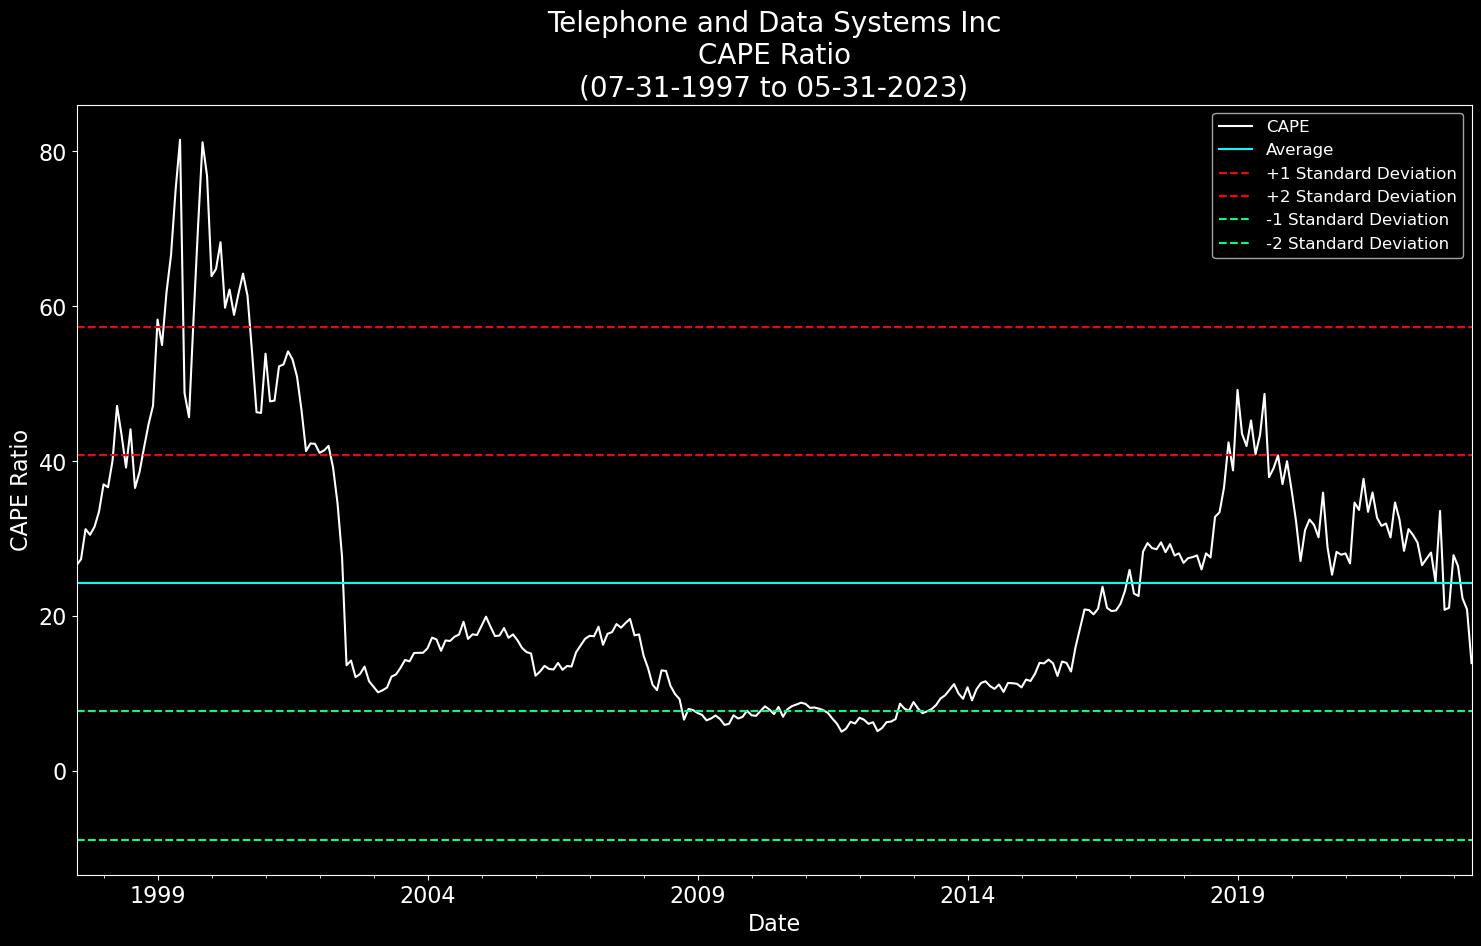 Telephone and Data Systems Inc
CAPE Ratio
(07-31-1997 to 05-31-2023)
CAPE
Average
+1 Standard Deviation
+2 Standard Deviation
-1 Standard Deviation
-2 Standard Deviation
CAPE Ratio
80
60
40
20
0
1999
2004
2009
2014
2019
Date